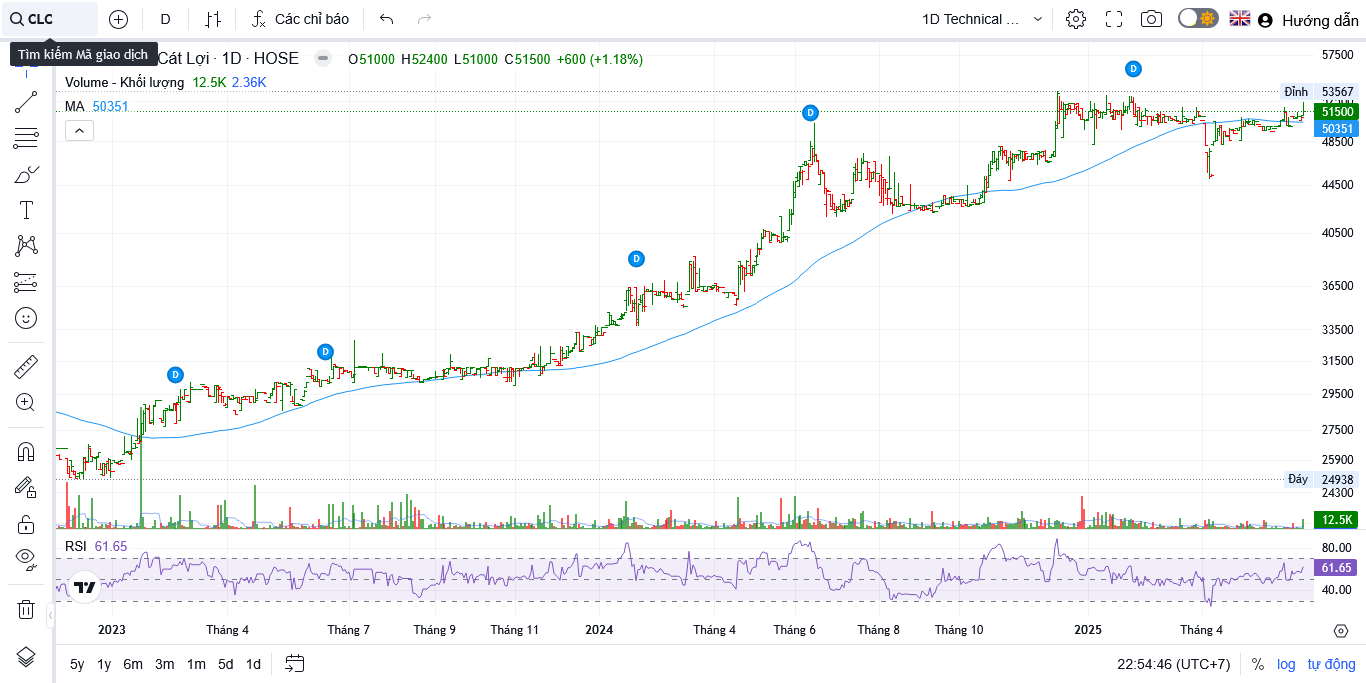 CLC
D
Các chỉ báo
1D Technical ...
Hướng dẫn
Tìm kiếm Mã giao dịch
Cát Lợi · 1D · HOSE
O51000 H52400 L51000 C51500 +600 (+1.18%)
Volume - Khối lượng 12.5K 2.36K
MA 50351
D
D
D
D
D
57500
Đỉnh 53567
51500
50351
48500
44500
40500
36500
33500
31500
29500
27500
25900
Đáy 24938
24300
12.5K
RSI 61.65
80.00
61.65
40.00
2023 Tháng 4 Tháng 7 Tháng 9 Tháng 11 2024 Tháng 4 Tháng 6 Tháng 8 Tháng 10 2025 Tháng 4
5y 1y 6m 3m 1m 5d 1d
22:54:46 (UTC+7) % log tự động